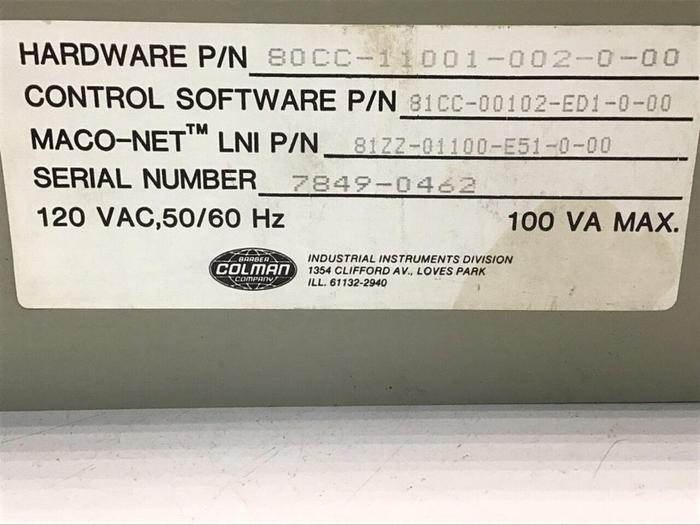 HARDWARE P/N 80CC-11001-002-0-00
CONTROL SOFTWARE P/N 81CC-00102-ED1-0-00
MACO-NET™ LNI P/N 81ZZ-01100-E51-0-00
SERIAL NUMBER 7849-0462
120 VAC,50/60 Hz 100 VA MAX.
BARBER
COLMAN
COMPANY
INDUSTRIAL INSTRUMENTS DIVISION
1354 CLIFFORD AV., LOVES PARK
ILL. 61132-2940